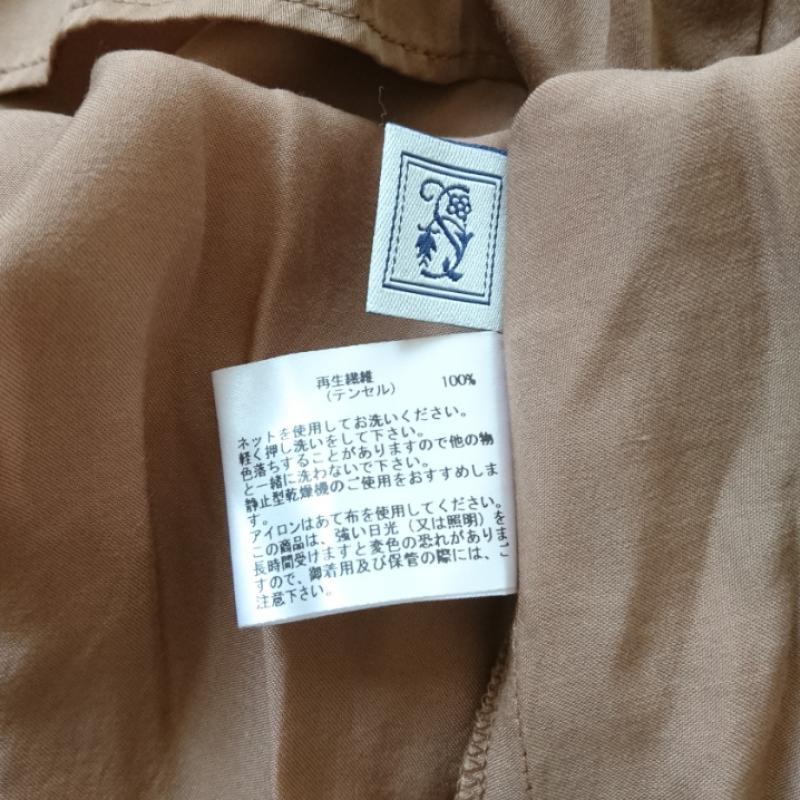 再生繊維 100%
（テンセル）
ネットを使用してお洗いください。
軽く押し洗いをして下さい。
色落ちすることがありますので他の物
と一緒に洗わないで下さい。
静止型乾燥機のご使用をおすすめしま
す。
アイロンはあて布を使用してください。
この商品は、強い日光（又は照明）を
長時間受けますと変色の恐れがありま
すので、御着用及び保管の際には、ご
注意下さい。